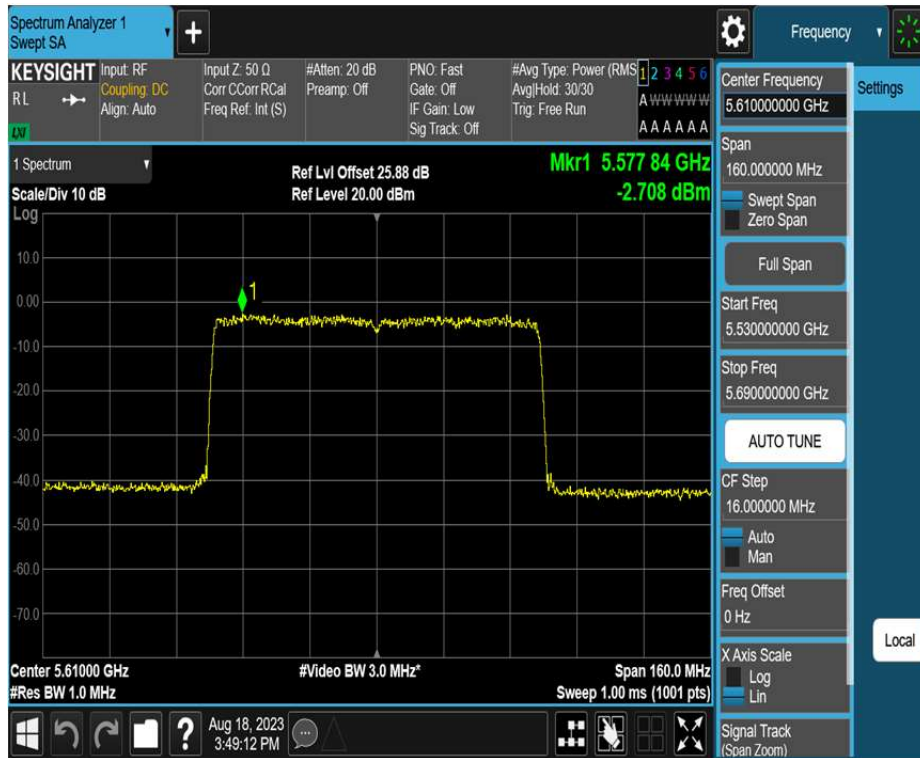 Spectrum Analyzer 1
Swept SA
+
Frequency
KEYSIGHT
RL
LXI
Input: RF
Coupling: DC
Align: Auto
Input Z: 50 Ω
Corr CCorr RCal
Freq Ref: Int (S)
#Atten: 20 dB
Preamp: Off
PNO: Fast
Gate: Off
IF Gain: Low
Sig Track: Off
#Avg Type: Power (RMS
Avg|Hold: 30/30
Trig: Free Run
1 2 3 4 5 6
A W W W W W
A A A A A A
Center Frequency
5.610000000 GHz
Settings
1 Spectrum
Scale/Div 10 dB
Log
Ref Lvl Offset 25.88 dB
Ref Level 20.00 dBm
Mkr1 5.577 84 GHz
-2.708 dBm
Span
160.000000 MHz
Swept Span
Zero Span
Full Span
Start Freq
5.530000000 GHz
Stop Freq
5.690000000 GHz
AUTO TUNE
CF Step
16.000000 MHz
Auto
Man
Freq Offset
0 Hz
X Axis Scale
Log
Lin
Signal Track
(Span Zoom)
Local
10.0
0.00
-10.0
-20.0
-30.0
-40.0
-50.0
-60.0
-70.0
1
Center 5.61000 GHz
#Res BW 1.0 MHz
#Video BW 3.0 MHz*
Span 160.0 MHz
Sweep 1.00 ms (1001 pts)
?
Aug 18, 2023
3:49:12 PM